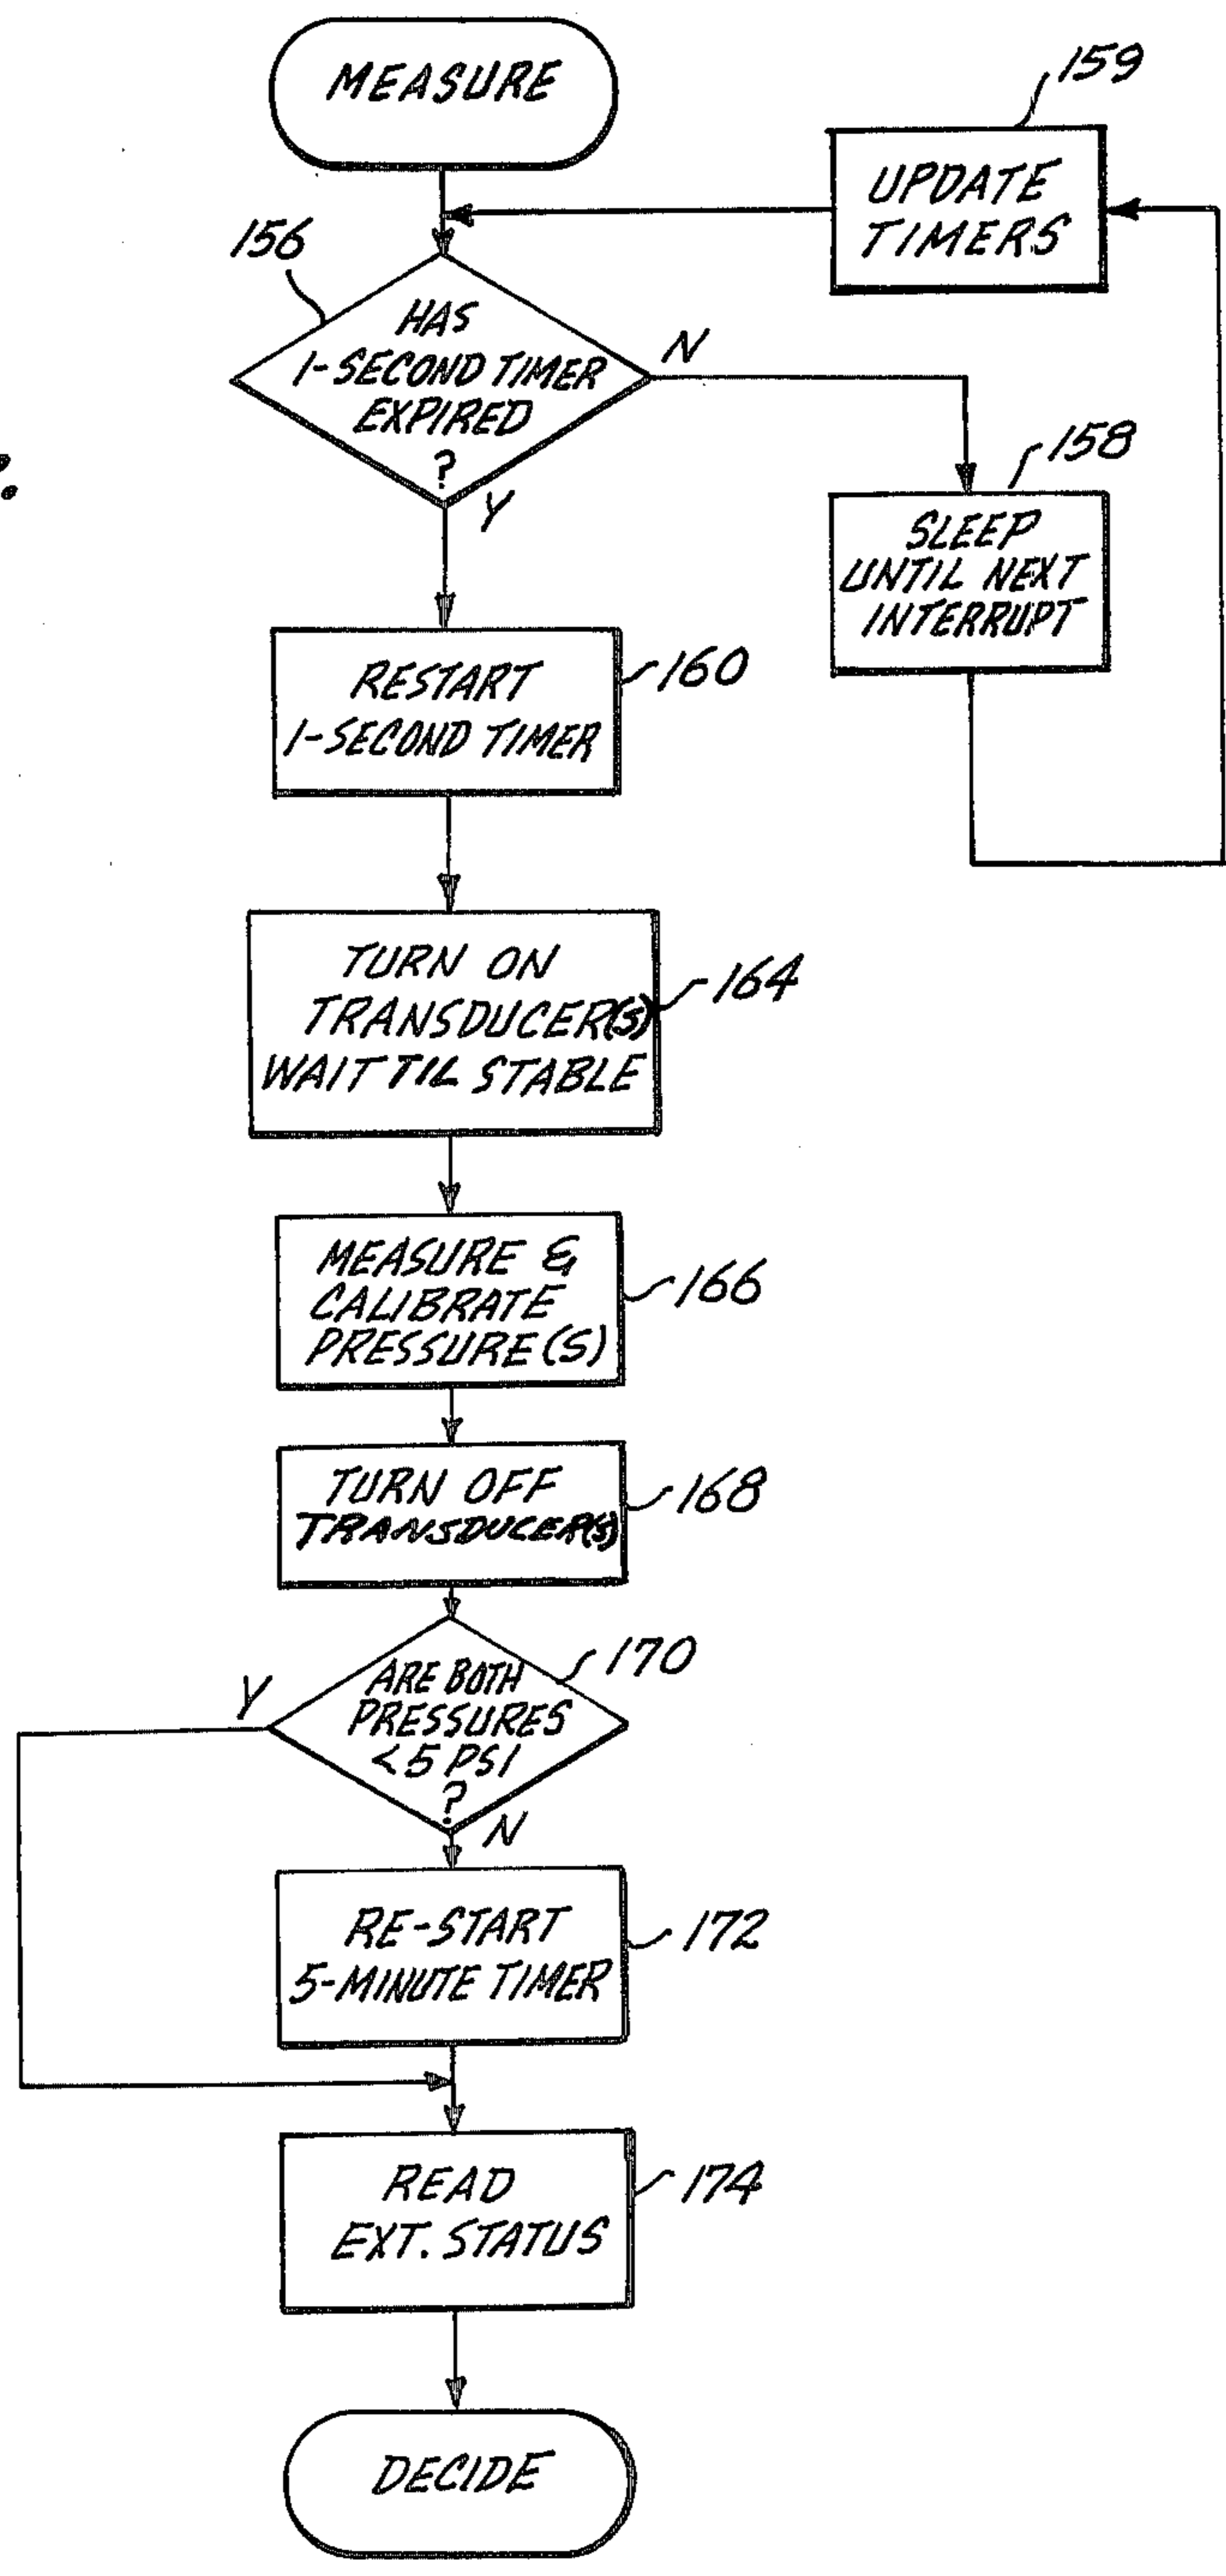 MEASURE
159
UPDATE
TIMERS
156
HAS
1-SECOND TIMER
EXPIRED
?
N
Y
158
SLEEP
UNTIL NEXT
INTERRUPT
RESTART
1-SECOND TIMER
160
TURN ON
TRANSDUCER(S)
WAIT TIL STABLE
164
MEASURE &
CALIBRATE
PRESSURE(S)
166
TURN OFF
TRANSDUCER(S)
168
170
ARE BOTH
PRESSURES
<5 PSI
?
Y
N
RE-START
5-MINUTE TIMER
172
READ
EXT. STATUS
174
DECIDE